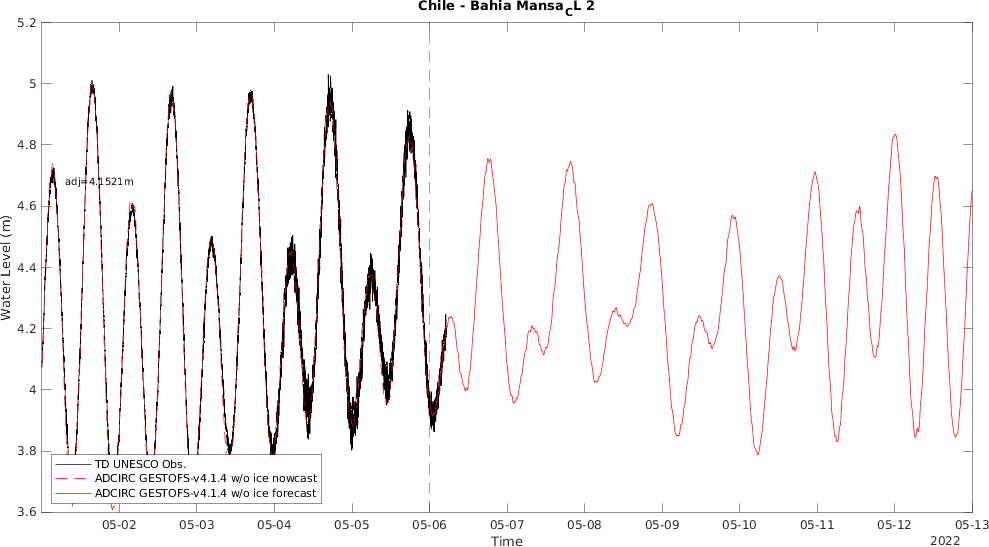 Chile - Bahia Mansa_CL 2
5.2
5
4.8
4.6
4.4
4.2
4
3.8
3.6
Water Level (m)
adj=4.1521m
TD UNESCO Obs.
ADCIRC GESTOFS-v4.1.4 w/o ice nowcast
ADCIRC GESTOFS-v4.1.4 w/o ice forecast
05-02 05-03 05-04 05-05 05-06 05-07 05-08 05-09 05-10 05-11 05-12 05-13
Time
2022